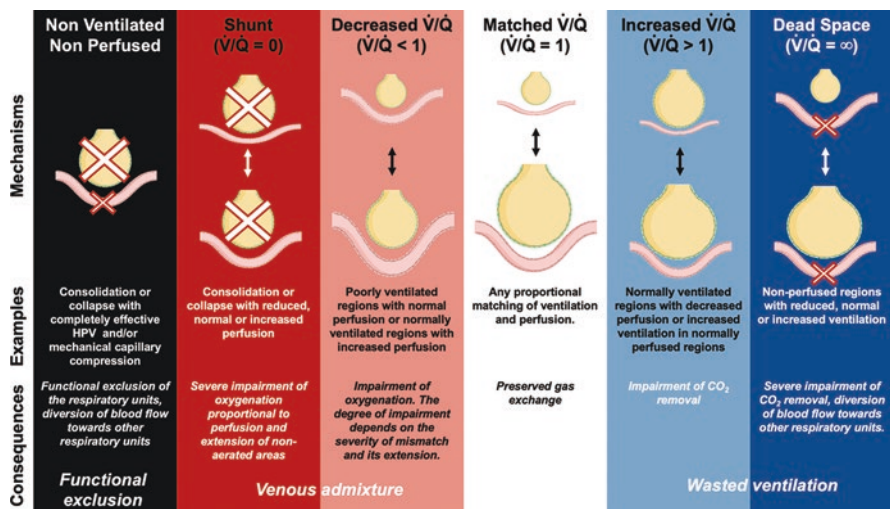 Non Ventilated
Non Perfused
Shunt
(V̇/Q̇ = 0)
Decreased V̇/Q̇
(V̇/Q̇ < 1)
Matched V̇/Q̇
(V̇/Q̇ = 1)
Increased V̇/Q̇
(V̇/Q̇ > 1)
Dead Space
(V̇/Q̇ = ∞)
Mechanisms
Examples
Consolidation or
collapse with
completely effective
HPV and/or
mechanical capillary
compression
Consolidation or
collapse with reduced,
normal or increased
perfusion
Poorly ventilated
regions with normal
perfusion or normally
ventilated regions with
increased perfusion
Any proportional
matching of ventilation
and perfusion.
Normally ventilated
regions with decreased
perfusion or increased
ventilation in normally
perfused regions
Non-perfused regions
with reduced, normal
or increased ventilation
Consequences
Functional exclusion of
the respiratory units,
diversion of blood flow
towards other
respiratory units
Severe impairment of
oxygenation
proportional to
perfusion and
extension of non-
aerated areas
Impairment of
oxygenation. The
degree of impairment
depends on the
severity of mismatch
and its extension.
Preserved gas
exchange
Impairment of CO₂
removal
Severe impairment of
CO₂ removal, diversion
of blood flow towards
other respiratory units.
Functional
exclusion
Venous admixture
Wasted ventilation